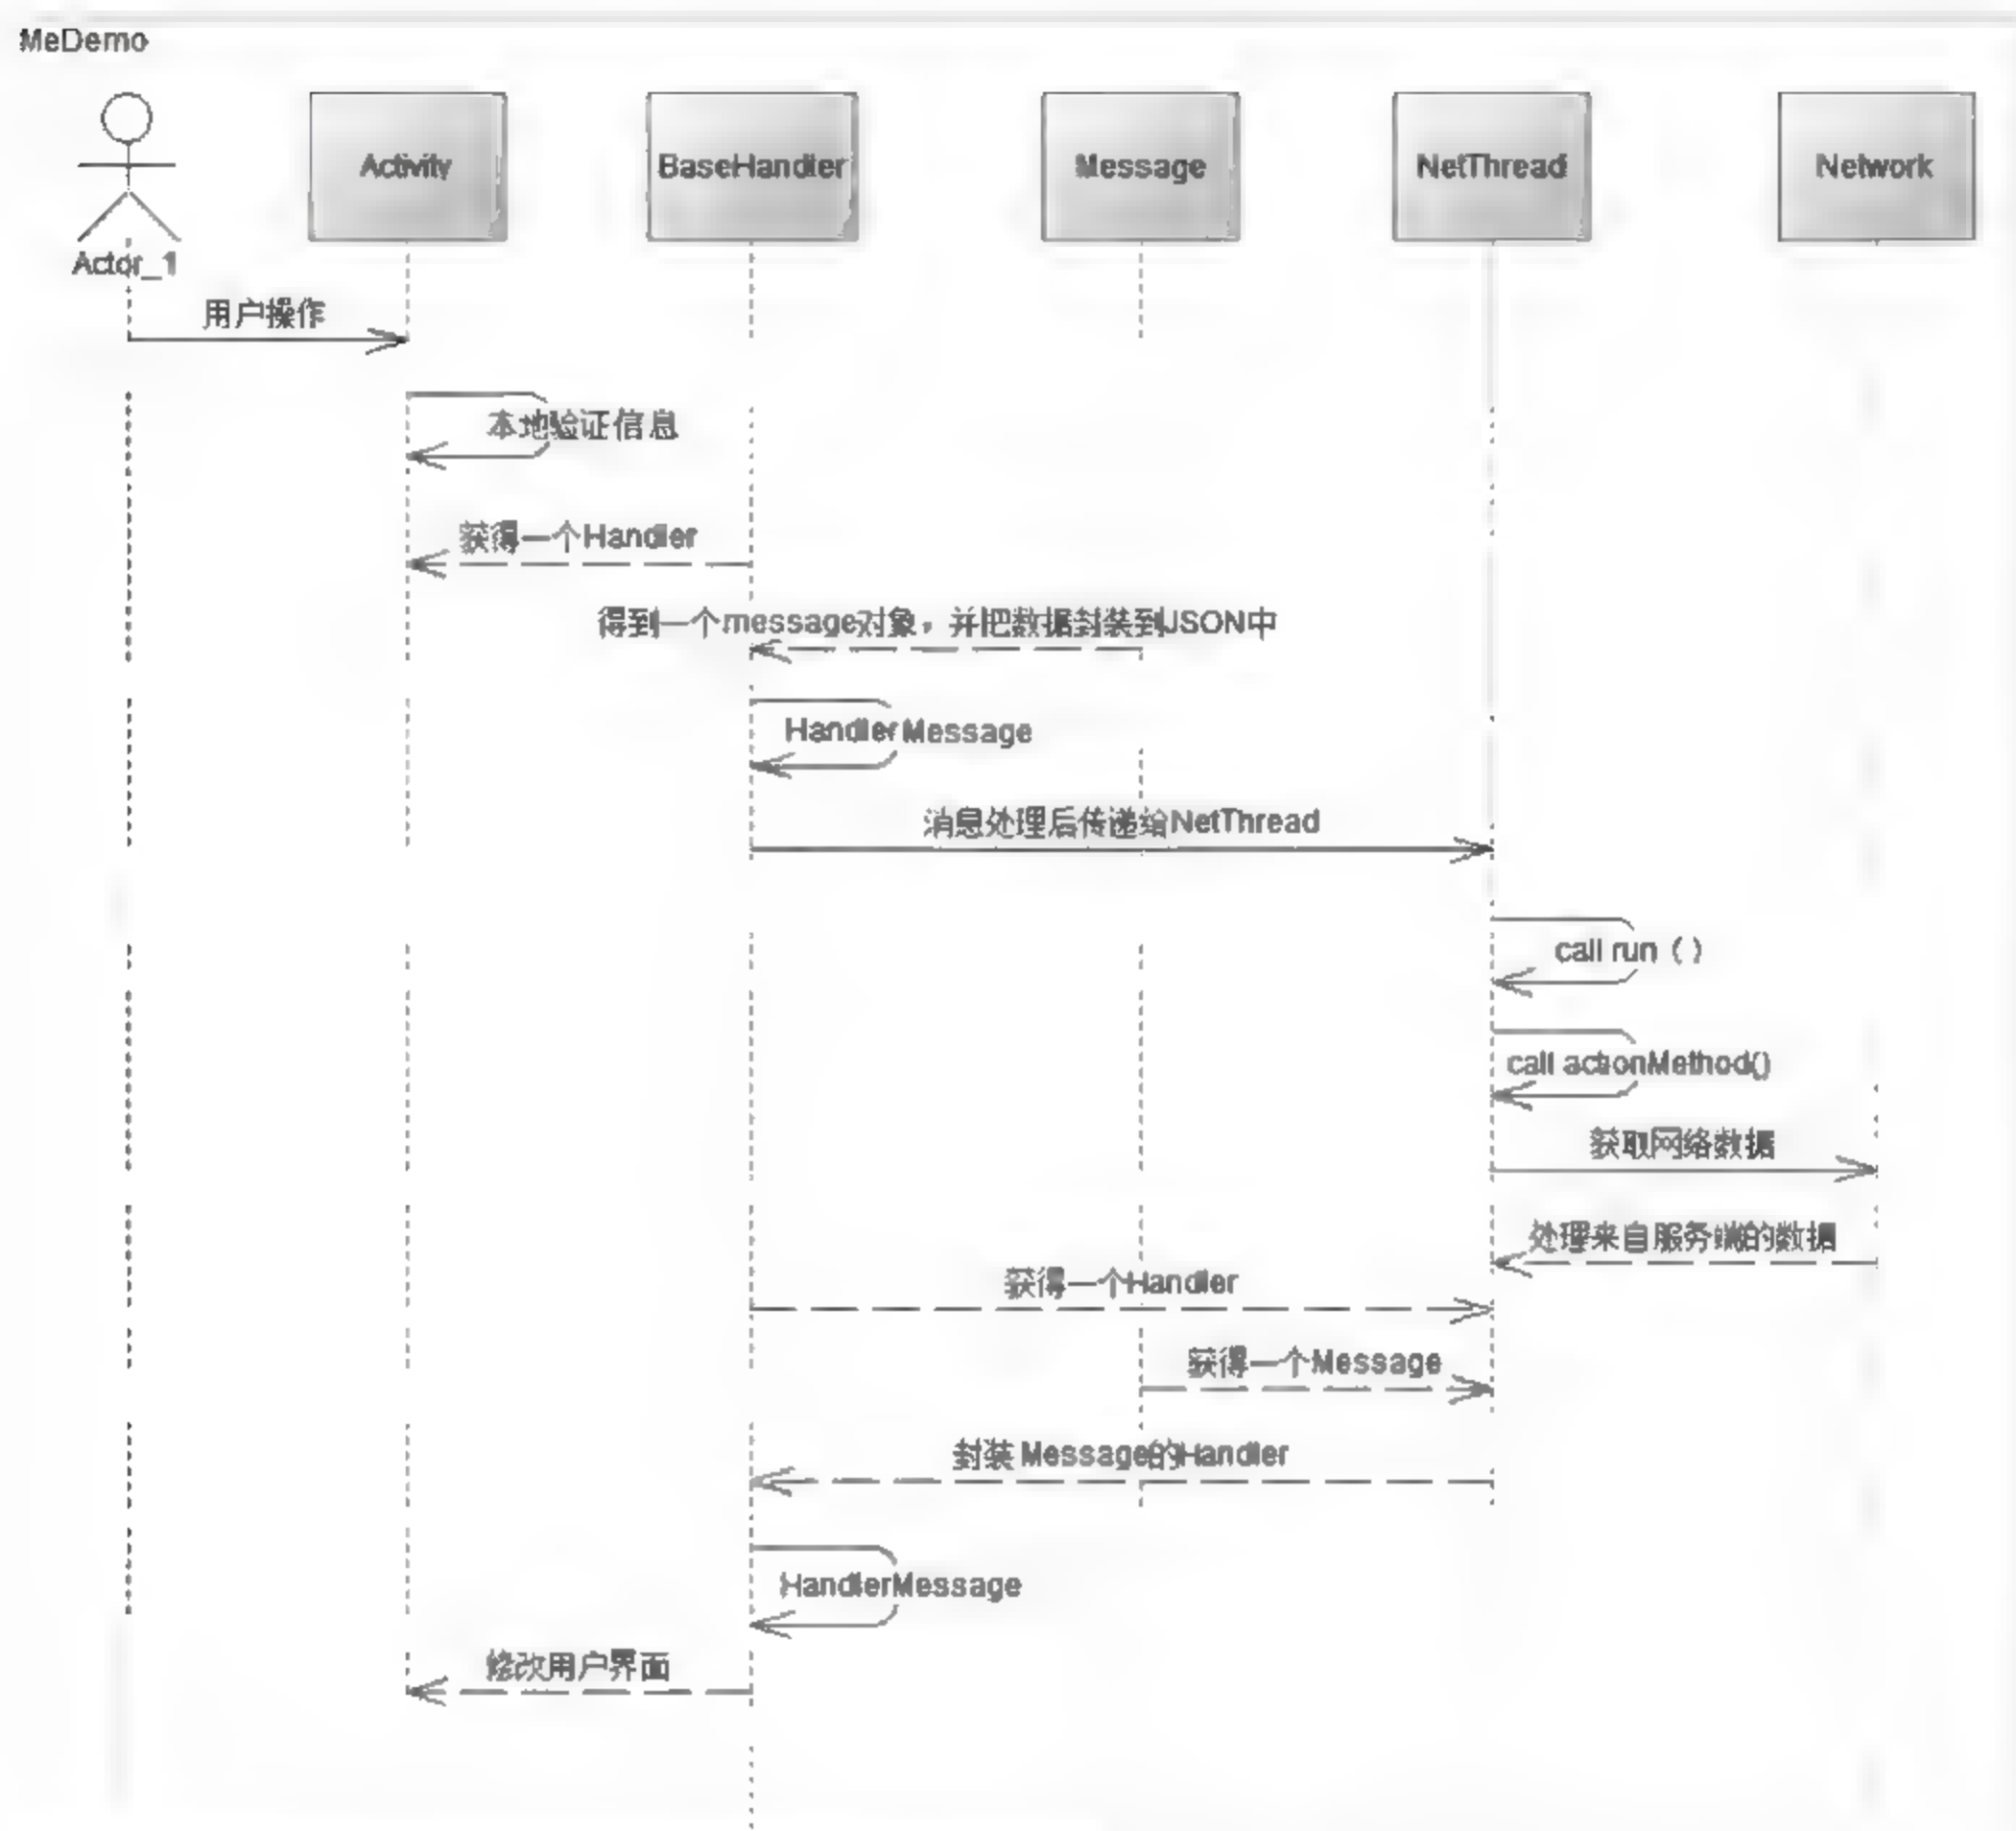 MeDemo
Activity
BaseHandler
Message
NetThread
Network
Actor_1
用户操作
本地验证信息
获得一个Handler
得到一个message对象，并把数据封装到JSON中
HandlerMessage
消息处理后传递给NetThread
call run（）
call actionMethod()
获取网络数据
处理来自服务端的数据
获得一个Handler
获得一个Message
封装 Message的Handler
HandlerMessage
修改用户界面